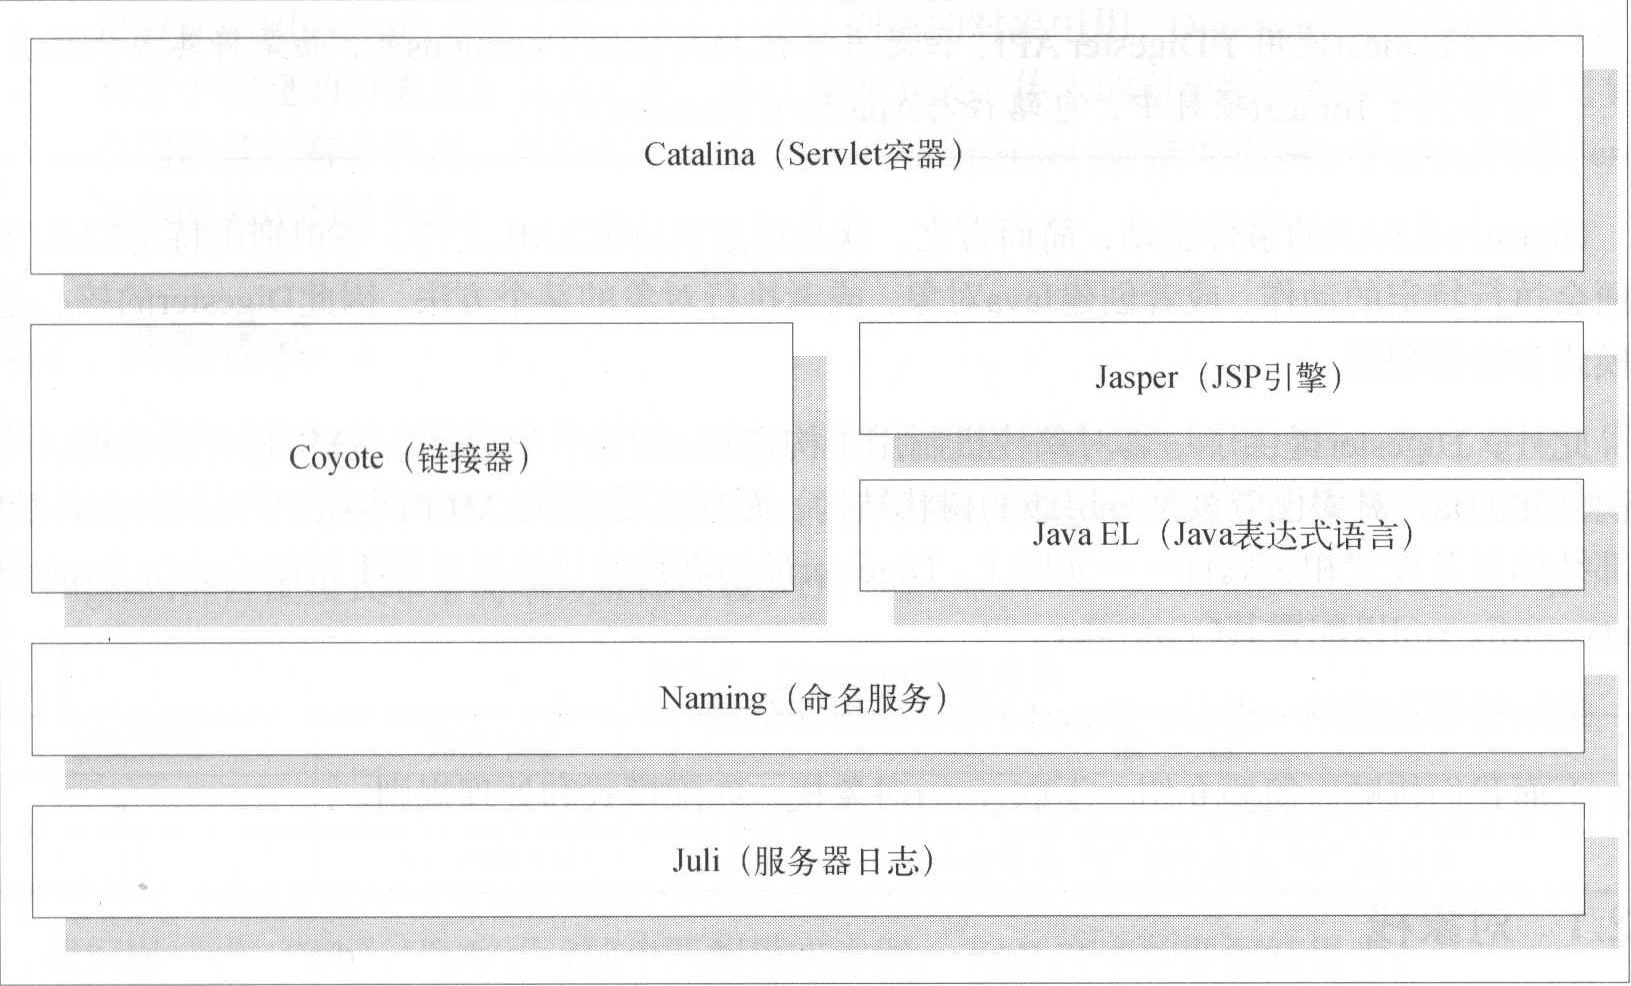 Catalina（Servlet容器）
Coyote（链接器）
Jasper（JSP引擎）
Java EL（Java表达式语言）
Naming（命名服务）
Juli（服务器日志）